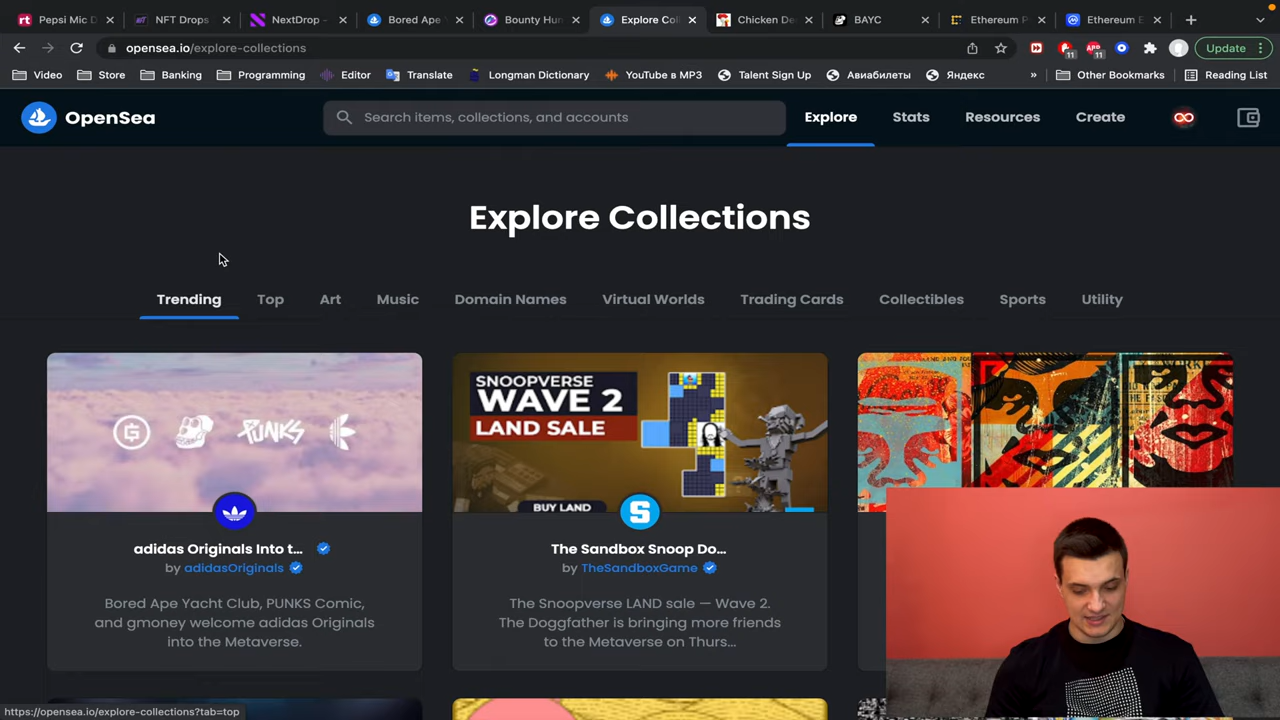 Pepsi Mic D
NFT Drops
NextDrop -
Bored Ape
Bounty Hun
Explore Col
Chicken De
BAYC
Ethereum P
Ethereum E
opensea.io/explore-collections
11
11
Update
Video
Store
Banking
Programming
Editor
Translate
Longman Dictionary
YouTube в MP3
Talent Sign Up
Авиабилеты
Яндекс
»
Other Bookmarks
Reading List
OpenSea
Search items, collections, and accounts
Explore
Stats
Resources
Create
Explore Collections
Trending
Top
Art
Music
Domain Names
Virtual Worlds
Trading Cards
Collectibles
Sports
Utility
G
PUNKS
SNOOPVERSE
WAVE 2
LAND SALE
BUY LAND
S
adidas Originals Into t...
by adidasOriginals
Bored Ape Yacht Club, PUNKS Comic,
and gmoney welcome adidas Originals
into the Metaverse.
The Sandbox Snoop Do...
by TheSandboxGame
The Snoopverse LAND sale — Wave 2.
The Doggfather is bringing more friends
to the Metaverse on Thurs...
https://opensea.io/explore-collections?tab=top